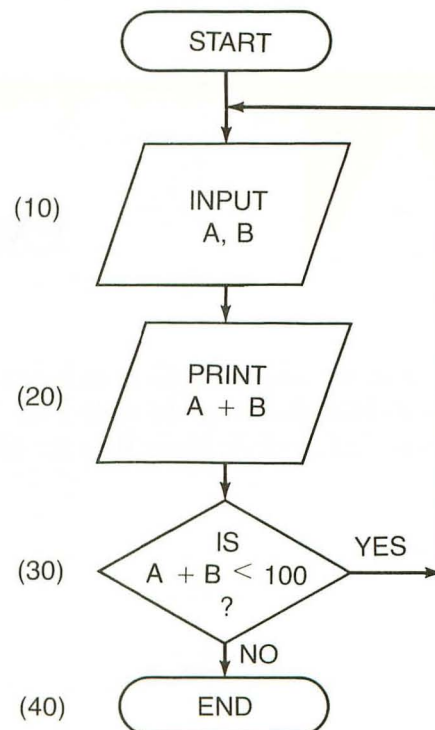 START
(10)
INPUT
A, B
(20)
PRINT
A + B
(30)
IS
A + B < 100
?
YES
NO
(40)
END